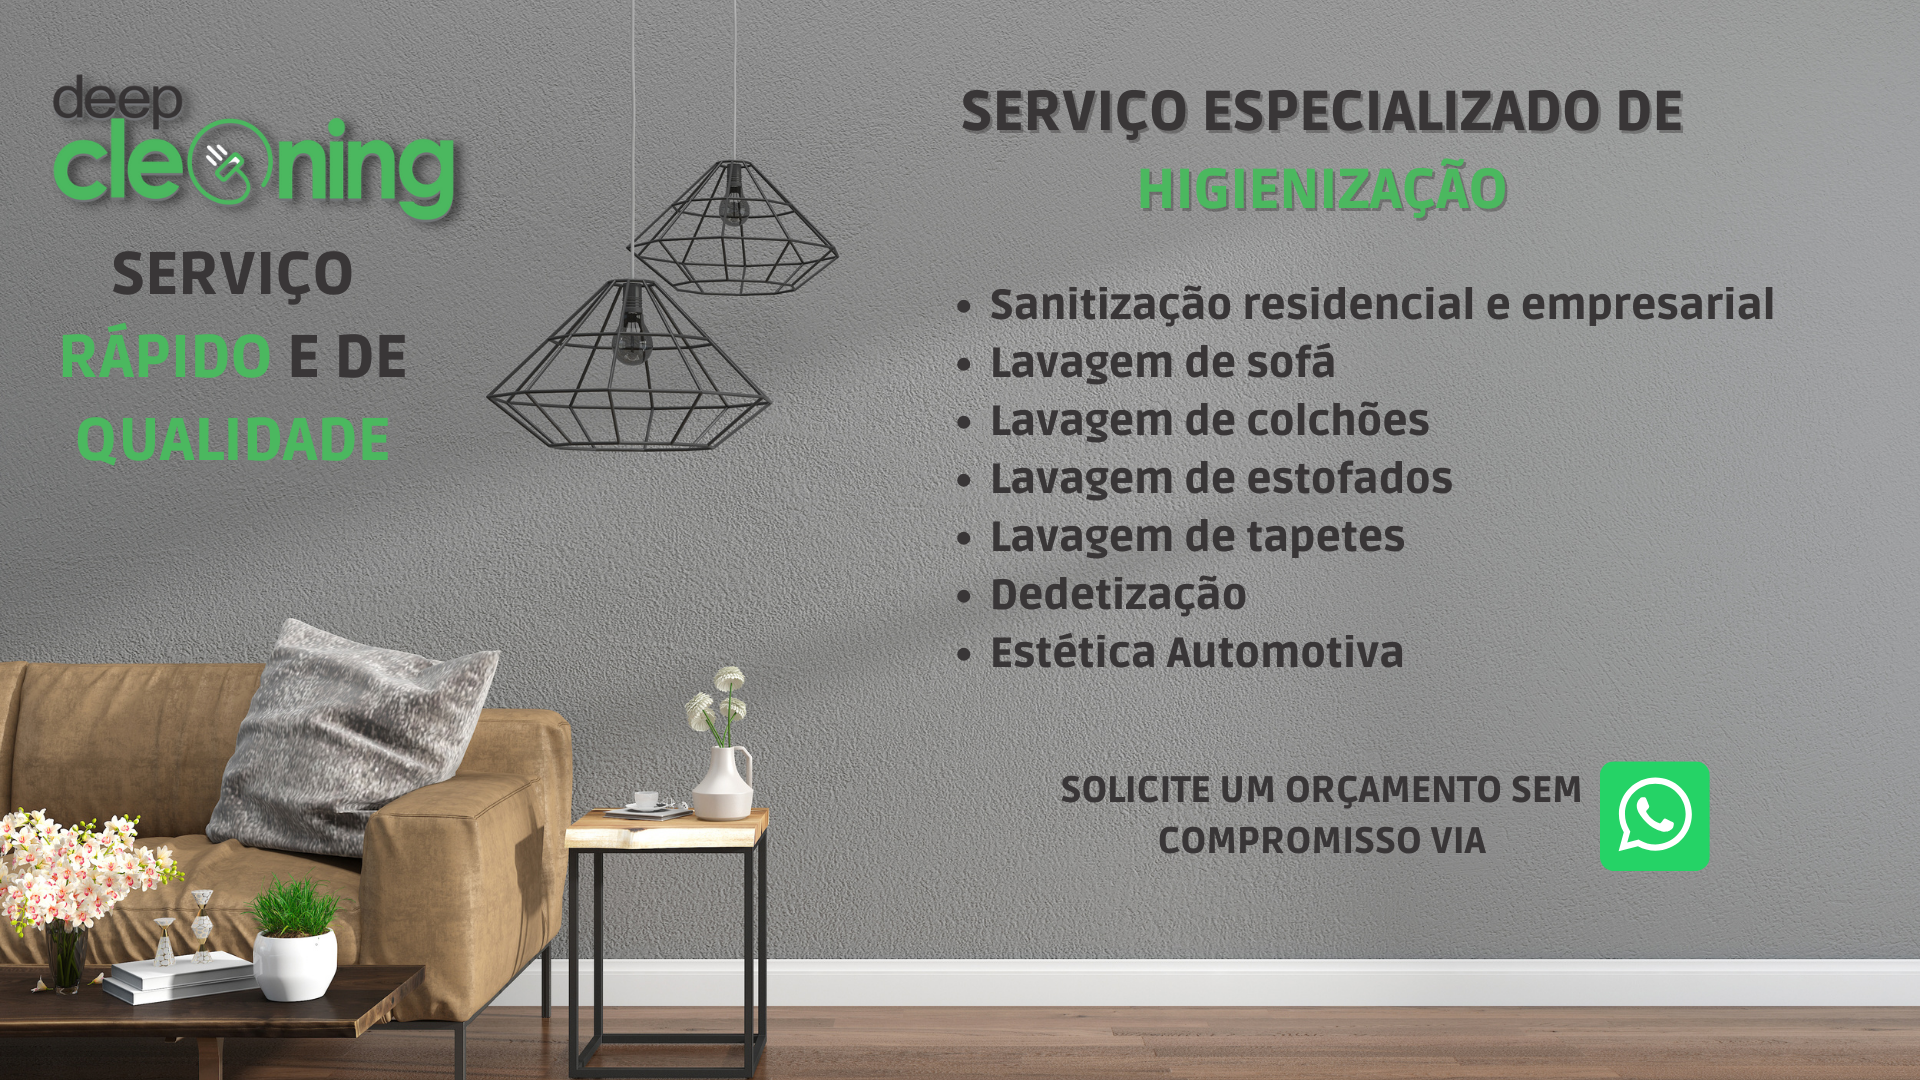 deep
cleaning
SERVIÇO
RÁPIDO E DE
QUALIDADE
SERVIÇO ESPECIALIZADO DE
HIGIENIZAÇÃO
• Sanitização residencial e empresarial
• Lavagem de sofá
• Lavagem de colchões
• Lavagem de estofados
• Lavagem de tapetes
• Dedetização
• Estética Automotiva
SOLICITE UM ORÇAMENTO SEM
COMPROMISSO VIA